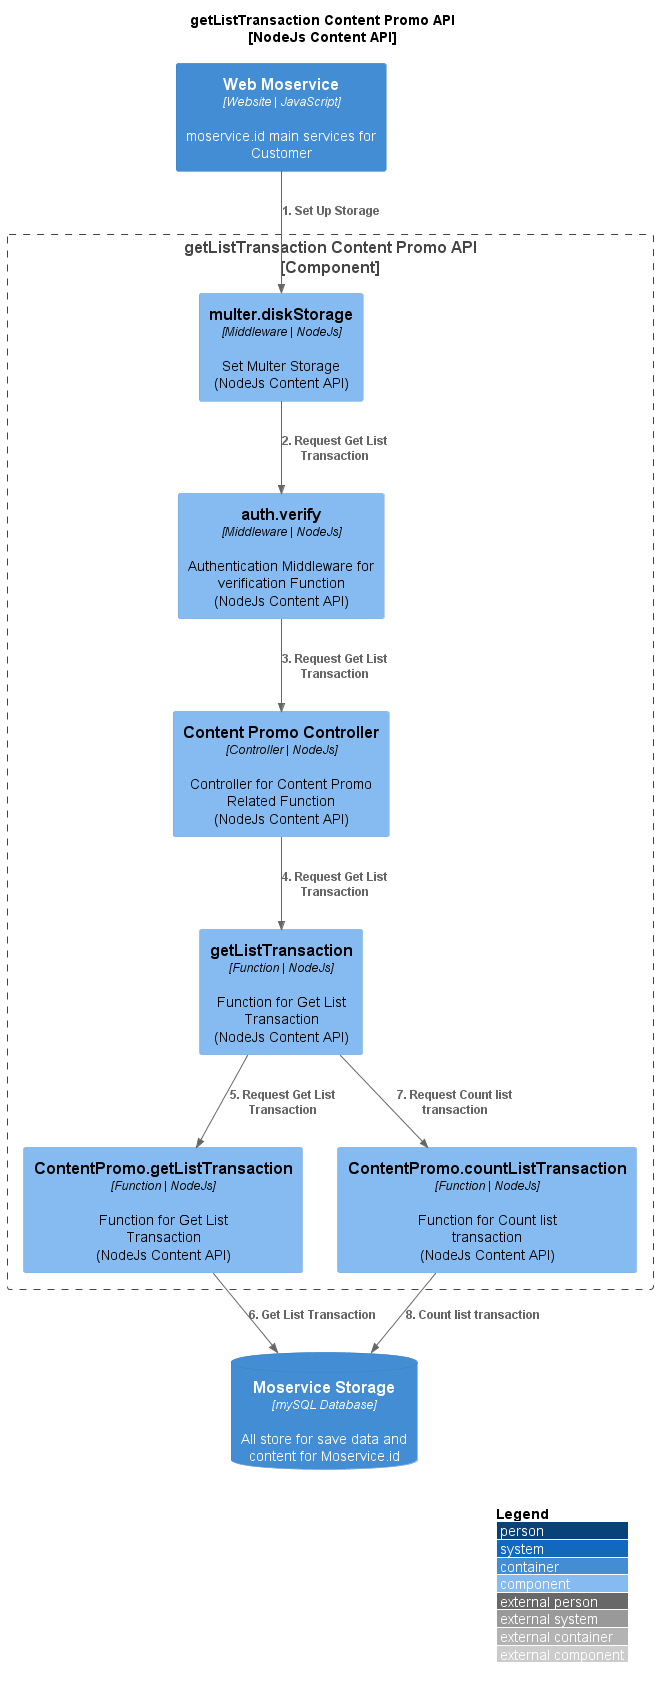 getListTransaction Content Promo API
[NodeJs Content API]
Web Moservice
[Website | JavaScript]
moservice.id main services for
Customer
1. Set Up Storage
getListTransaction Content Promo API
[Component]
multer.diskStorage
[Middleware | NodeJs]
Set Multer Storage
(NodeJs Content API)
2. Request Get List
Transaction
auth.verify
[Middleware | NodeJs]
Authentication Middleware for
verification Function
(NodeJs Content API)
3. Request Get List
Transaction
Content Promo Controller
[Controller | NodeJs]
Controller for Content Promo
Related Function
(NodeJs Content API)
4. Request Get List
Transaction
getListTransaction
[Function | NodeJs]
Function for Get List
Transaction
(NodeJs Content API)
5. Request Get List
Transaction
7. Request Count list
transaction
ContentPromo.getListTransaction
[Function | NodeJs]
Function for Get List
Transaction
(NodeJs Content API)
ContentPromo.countListTransaction
[Function | NodeJs]
Function for Count list
transaction
(NodeJs Content API)
6. Get List Transaction
8. Count list transaction
Moservice Storage
[mySQL Database]
All store for save data and
content for Moservice.id
Legend
person
system
container
component
external person
external system
external container
external component